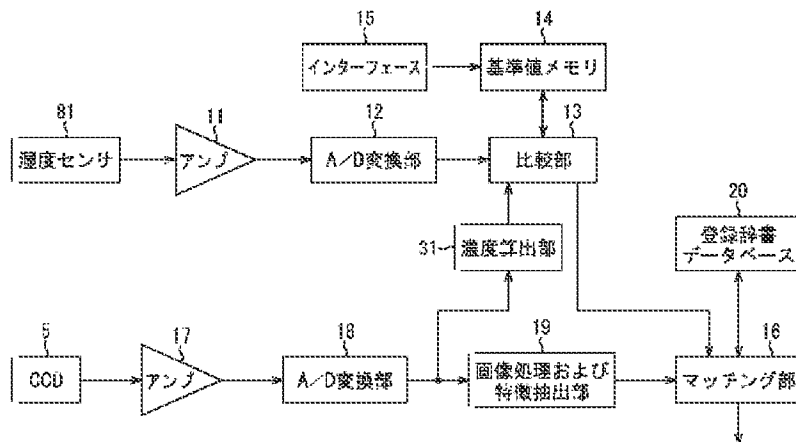 15
14
インターフェース
基準値メモリ
81
11
12
13
湿度センサ
アンプ
A/D変換部
比較部
20
31
濃度算出部
登録辞書
データベース
5
17
18
19
16
CCD
アンプ
A/D変換部
画像処理および
特徴抽出部
マッチング部